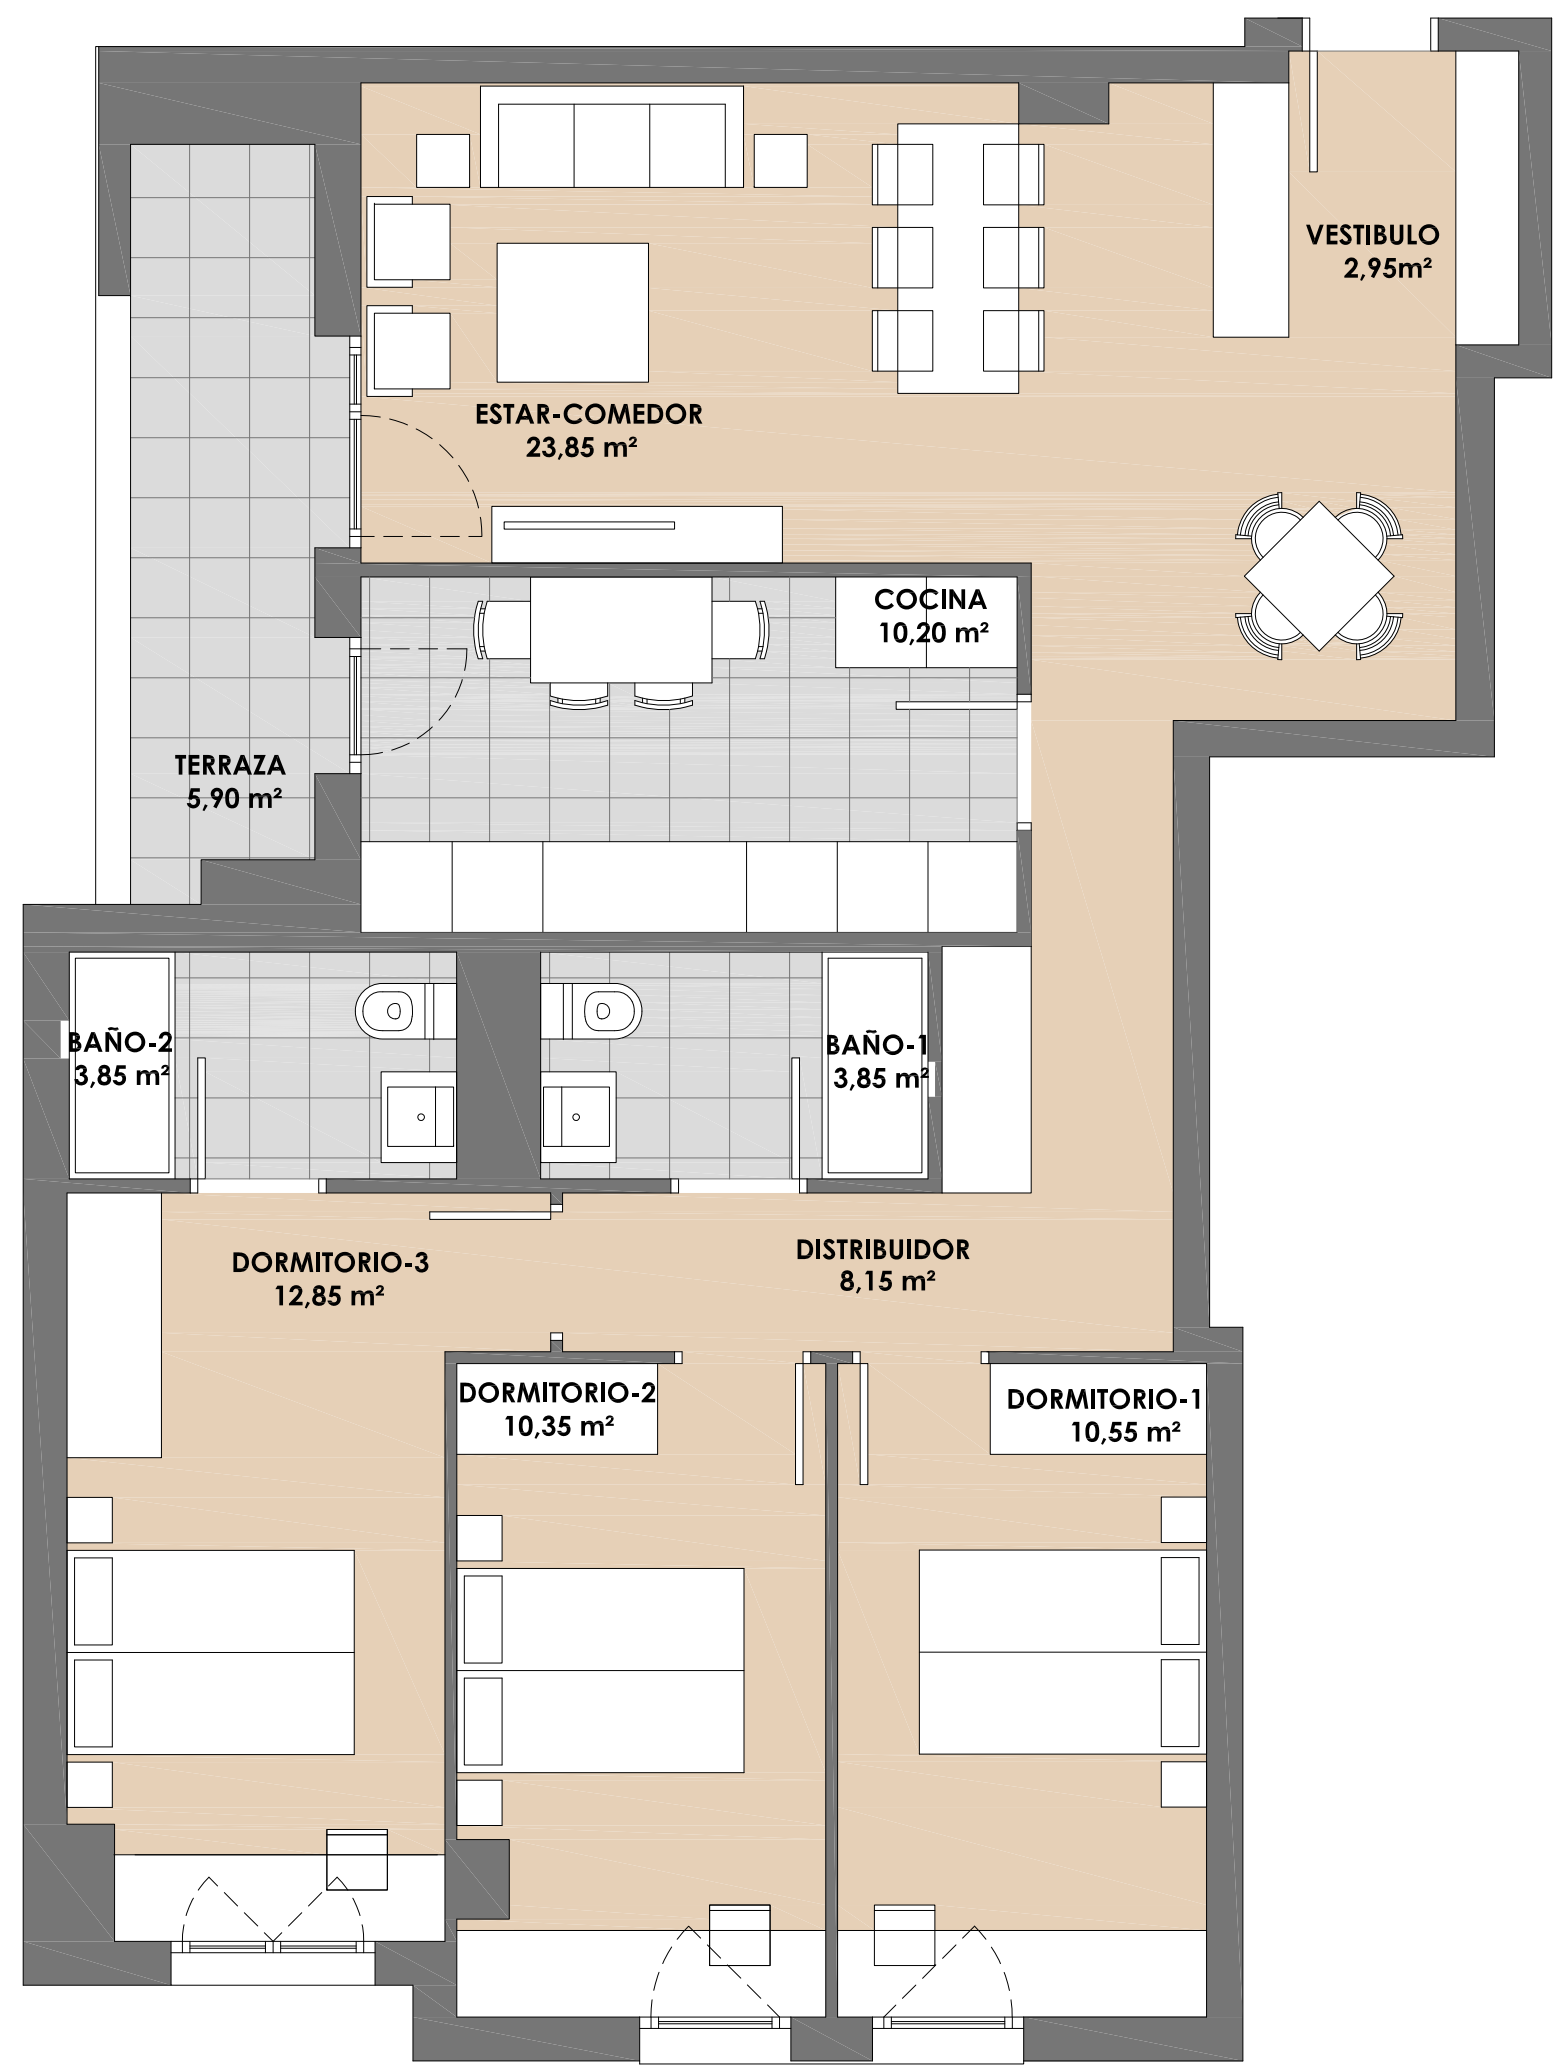 VESTIBULO
2,95m²
ESTAR-COMEDOR
23,85 m²
COCINA
10,20 m²
TERRAZA
5,90 m²
BAÑO-2
3,85 m²
BAÑO-1
3,85 m²
DORMITORIO-3
12,85 m²
DISTRIBUIDOR
8,15 m²
DORMITORIO-2
10,35 m²
DORMITORIO-1
10,55 m²